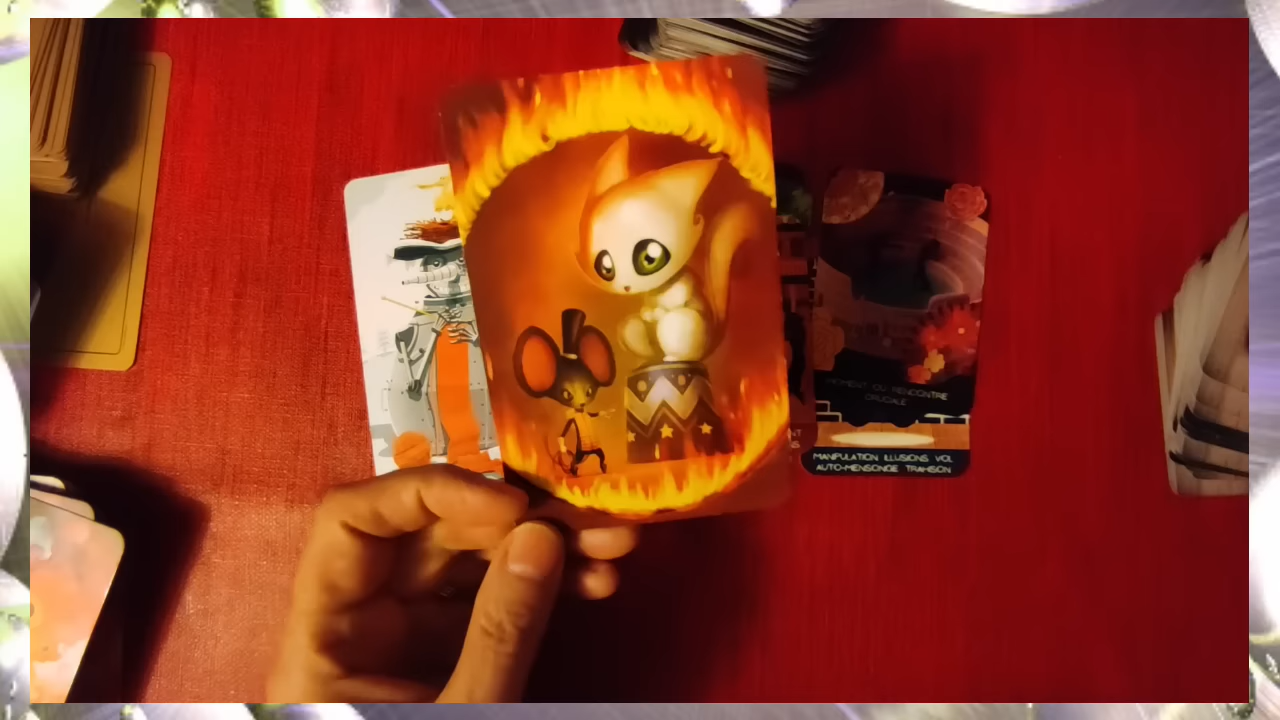 MOMENT OU RENCONTRE
CRUCIALE
MANIPULATION ILLUSIONS VOL
AUTO-MENSONGE TRAHISON